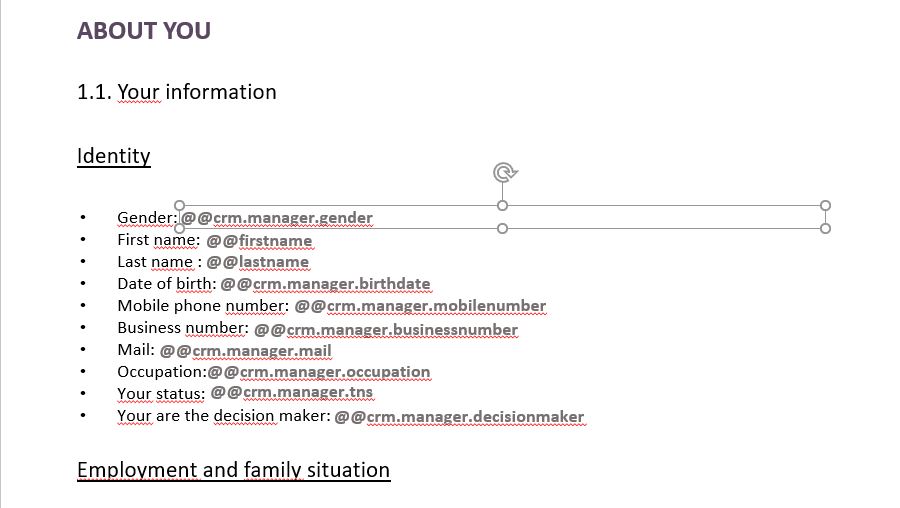 ABOUT YOU
1.1. Your information
Identity
• Gender: @@crm.manager.gender
• First name: @@firstname
• Last name : @@lastname
• Date of birth: @@crm.manager.birthdate
• Mobile phone number: @@crm.manager.mobilenumber
• Business number: @@crm.manager.businessnumber
• Mail: @@crm.manager.mail
• Occupation:@@crm.manager.occupation
• Your status: @@crm.manager.tns
• Your are the decision maker: @@crm.manager.decisionmaker
Employment and family situation